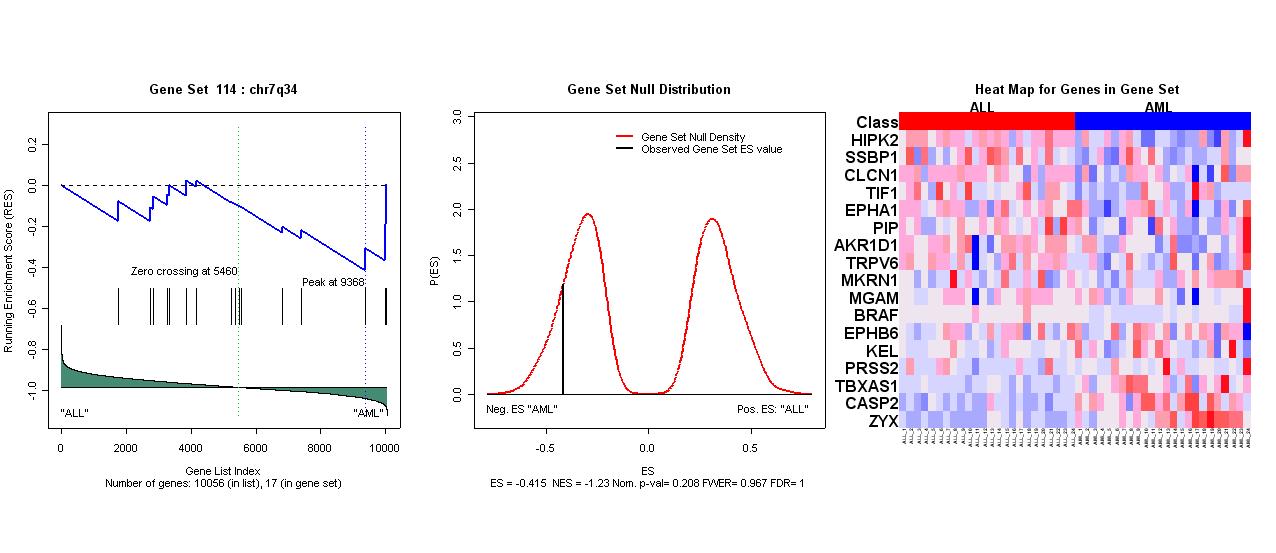 Gene Set 114 : chr7q34
Running Enrichment Score (RES)
0.2
0.0
-0.2
-0.4
-0.6
-0.8
-1.0
Zero crossing at 5460
Peak at 9368
"ALL"
"AML"
0
2000
4000
6000
8000
10000
Gene List Index
Number of genes: 10056 (in list), 17 (in gene set)
Gene Set Null Distribution
P(ES)
3.0
2.5
2.0
1.5
1.0
0.5
0.0
Gene Set Null Density
Observed Gene Set ES value
Neg. ES "AML"
Pos. ES: "ALL"
-0.5
0.0
0.5
ES
ES = -0.415 NES = -1.23 Nom. p-val= 0.208 FWER= 0.967 FDR= 1
Heat Map for Genes in Gene Set
ALL
AML
Class
HIPK2
SSBP1
CLCN1
TIF1
EPHA1
PIP
AKR1D1
TRPV6
MKRN1
MGAM
BRAF
EPHB6
KEL
PRSS2
TBXAS1
CASP2
ZYX